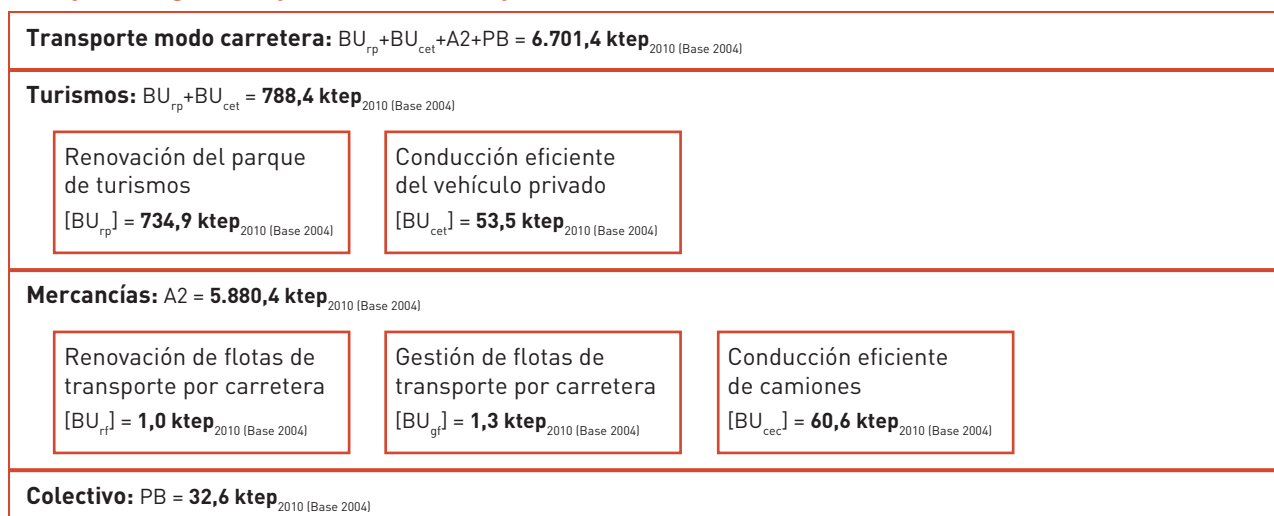 Transporte modo carretera: BUrp+BUcet+A2+PB = 6.701,4 ktep2010 (Base 2004)
Turismos: BUrp+BUcet = 788,4 ktep2010 (Base 2004)
Renovación del parque
de turismos
[BUrp] = 734,9 ktep2010 (Base 2004)
Conducción eficiente
del vehículo privado
[BUcet] = 53,5 ktep2010 (Base 2004)
Mercancías: A2 = 5.880,4 ktep2010 (Base 2004)
Renovación de flotas de
transporte por carretera
[BUrf] = 1,0 ktep2010 (Base 2004)
Gestión de flotas de
transporte por carretera
[BUgf] = 1,3 ktep2010 (Base 2004)
Conducción eficiente
de camiones
[BUcec] = 60,6 ktep2010 (Base 2004)
Colectivo: PB = 32,6 ktep2010 (Base 2004)